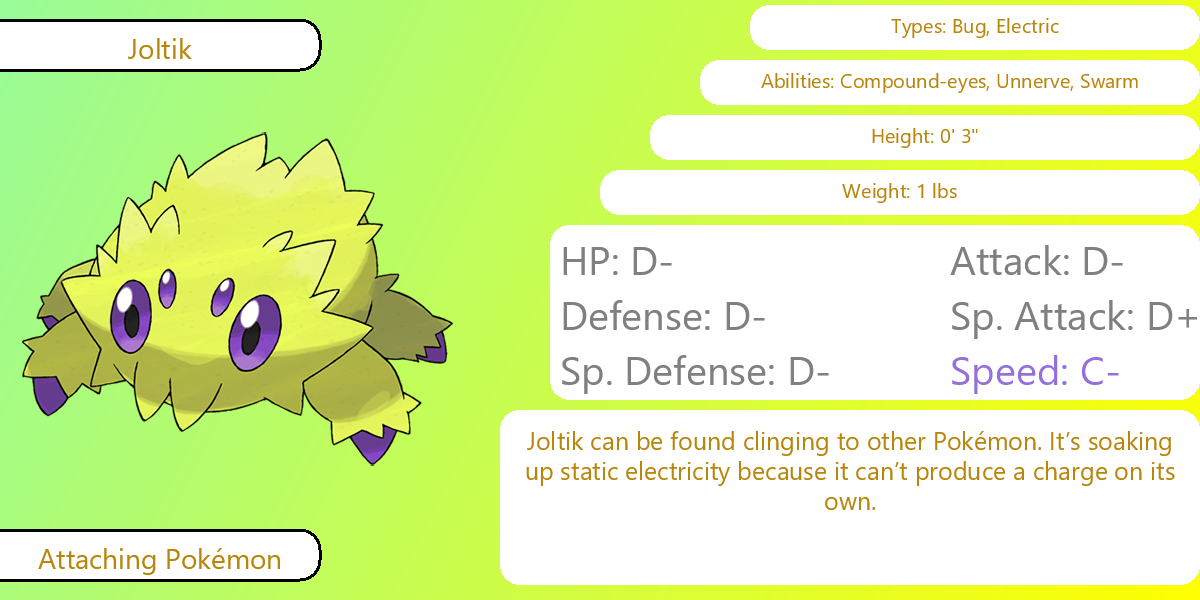 Joltik
Types: Bug, Electric
Abilities: Compound-eyes, Unnerve, Swarm
Height: 0' 3"
Weight: 1 lbs
HP: D-
Attack: D-
Defense: D-
Sp. Attack: D+
Sp. Defense: D-
Speed: C-
Joltik can be found clinging to other Pokémon. It’s soaking
up static electricity because it can’t produce a charge on its
own.
Attaching Pokémon